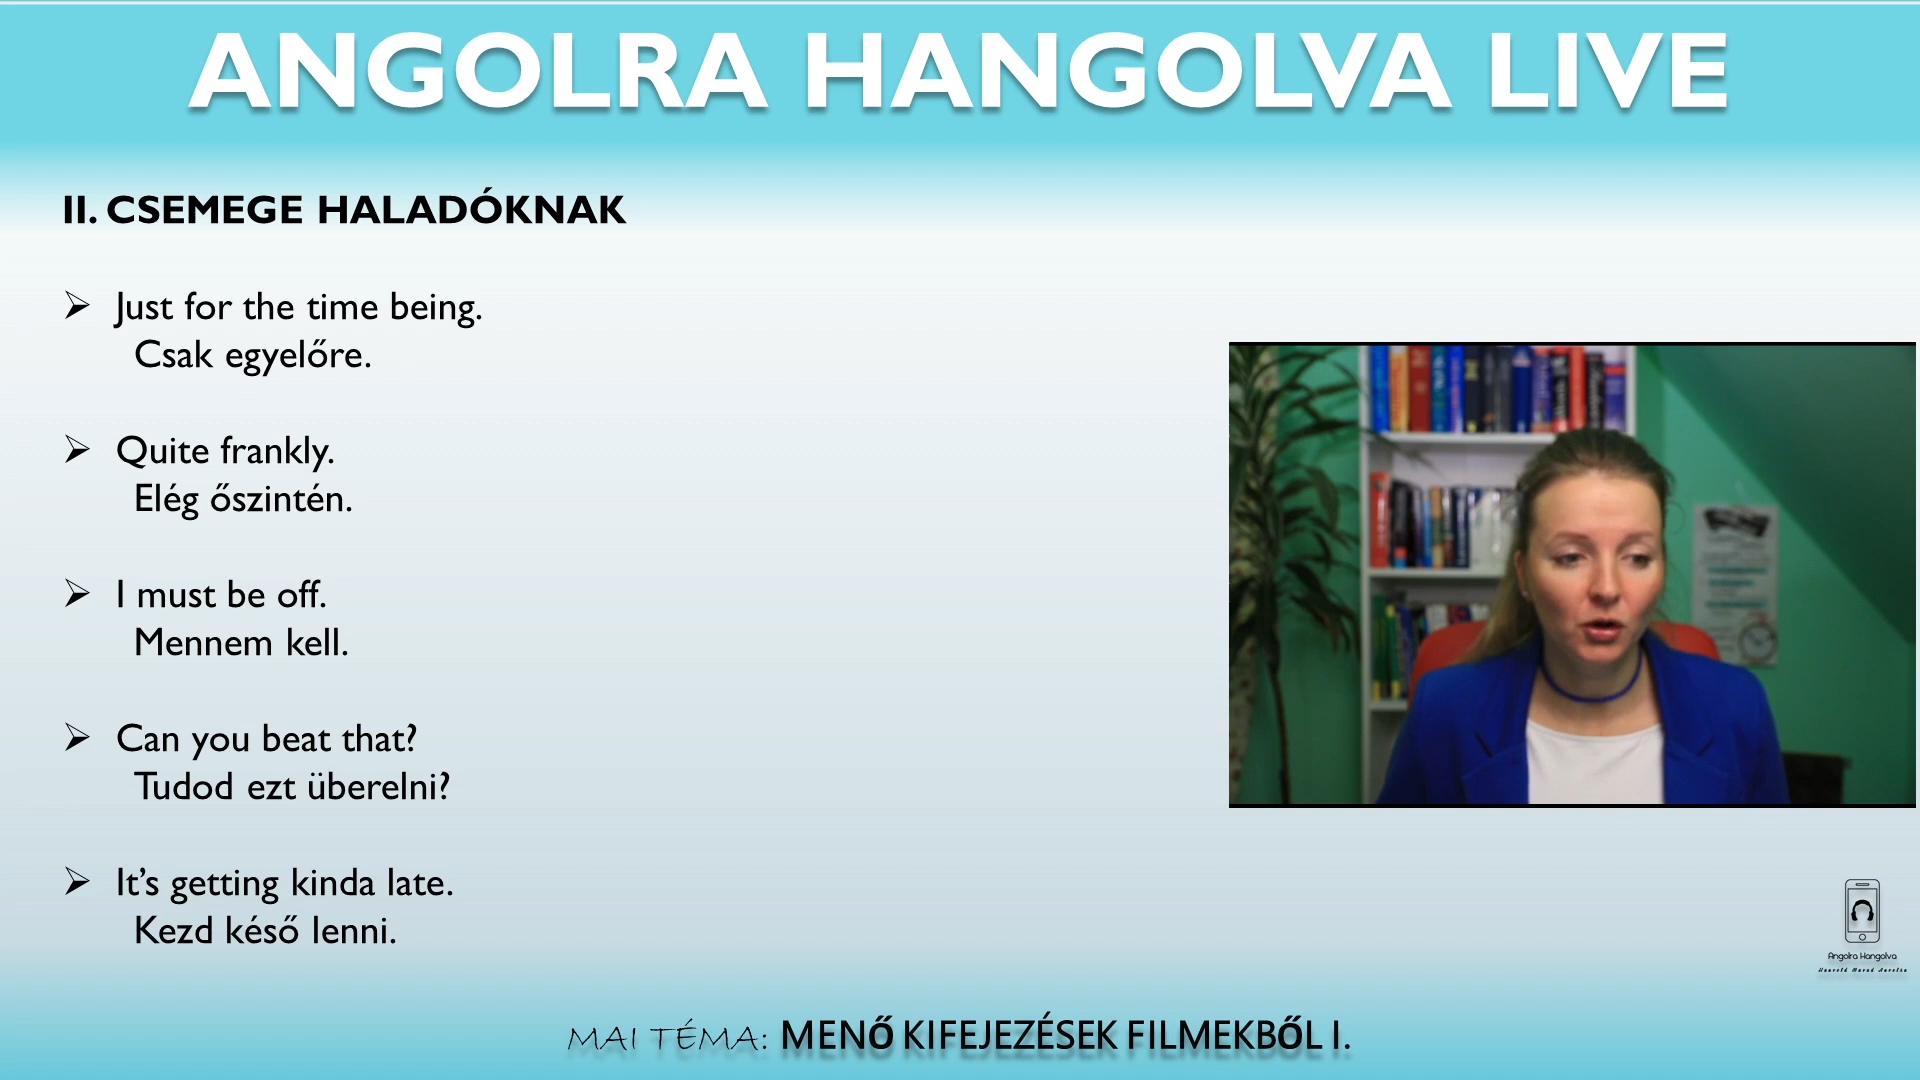 ANGOLRA HANGOLVA LIVE
II. CSEMEGE HALADÓKNAK
➢ Just for the time being.
Csak egyelőre.
➢ Quite frankly.
Elég őszintén.
➢ I must be off.
Mennem kell.
➢ Can you beat that?
Tudod ezt überelni?
➢ It’s getting kinda late.
Kezd késő lenni.
Angolra Hangolva
MAI TÉMA: MENŐ KIFEJEZÉSEK FILMEKBŐL I.